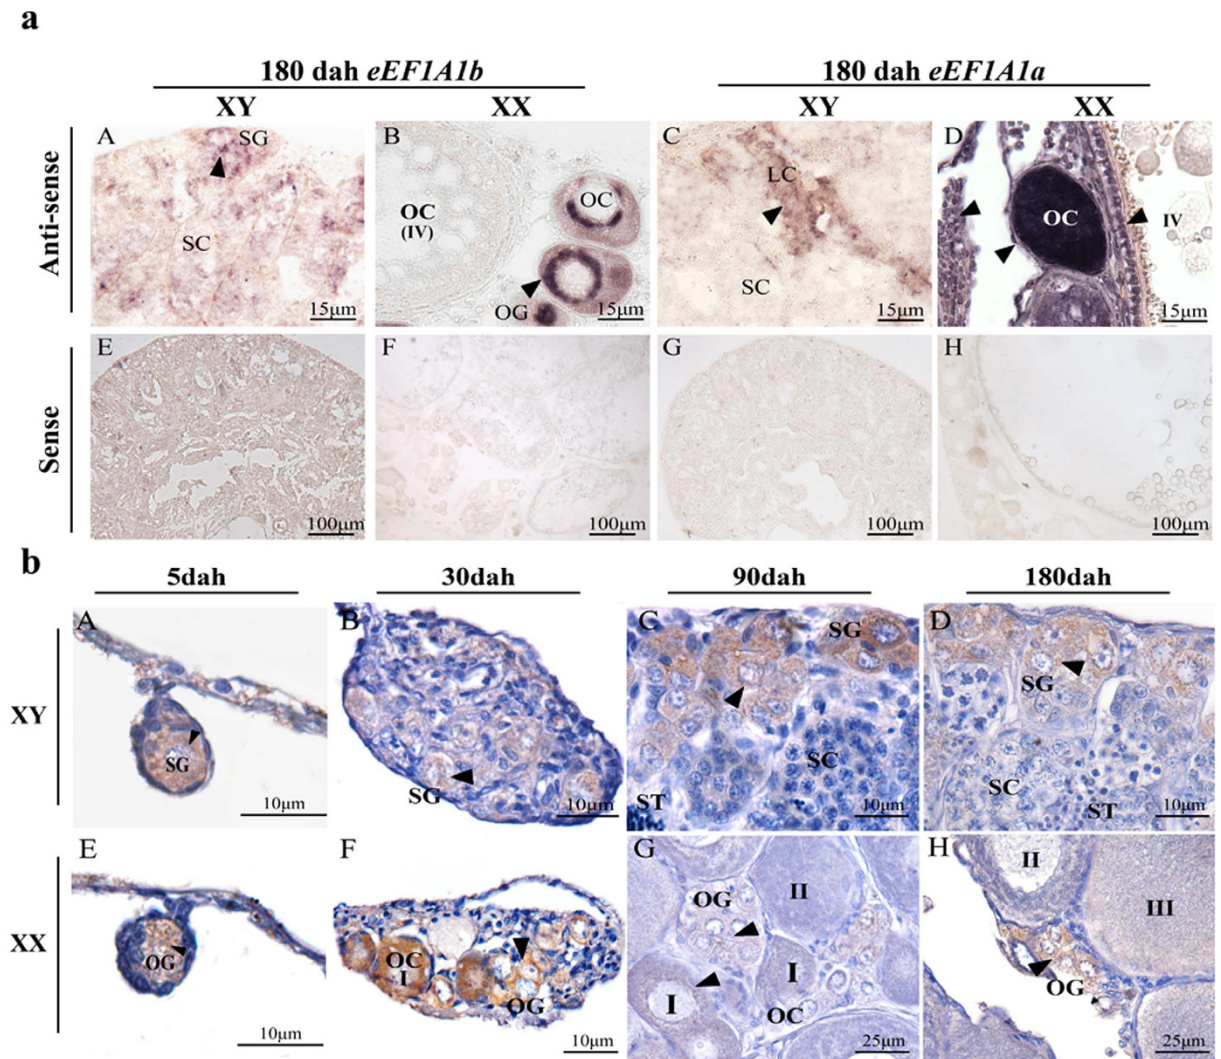 a
180 dah eEF1A1b 180 dah eEF1A1a
XY XX XY XX
Anti-sense
A SG SC 15μm
B OC (IV) OC OG 15μm
C LC SC 15μm
D OC IV 15μm
Sense
E 100μm
F 100μm
G 100μm
H 100μm
b
5dah 30dah 90dah 180dah
XY
A SG 10μm
B SG 10μm
C SG SC ST 10μm
D SG SC ST 10μm
XX
E OG 10μm
F OC I OG 10μm
G OG II I I OC 25μm
H II III OG 25μm